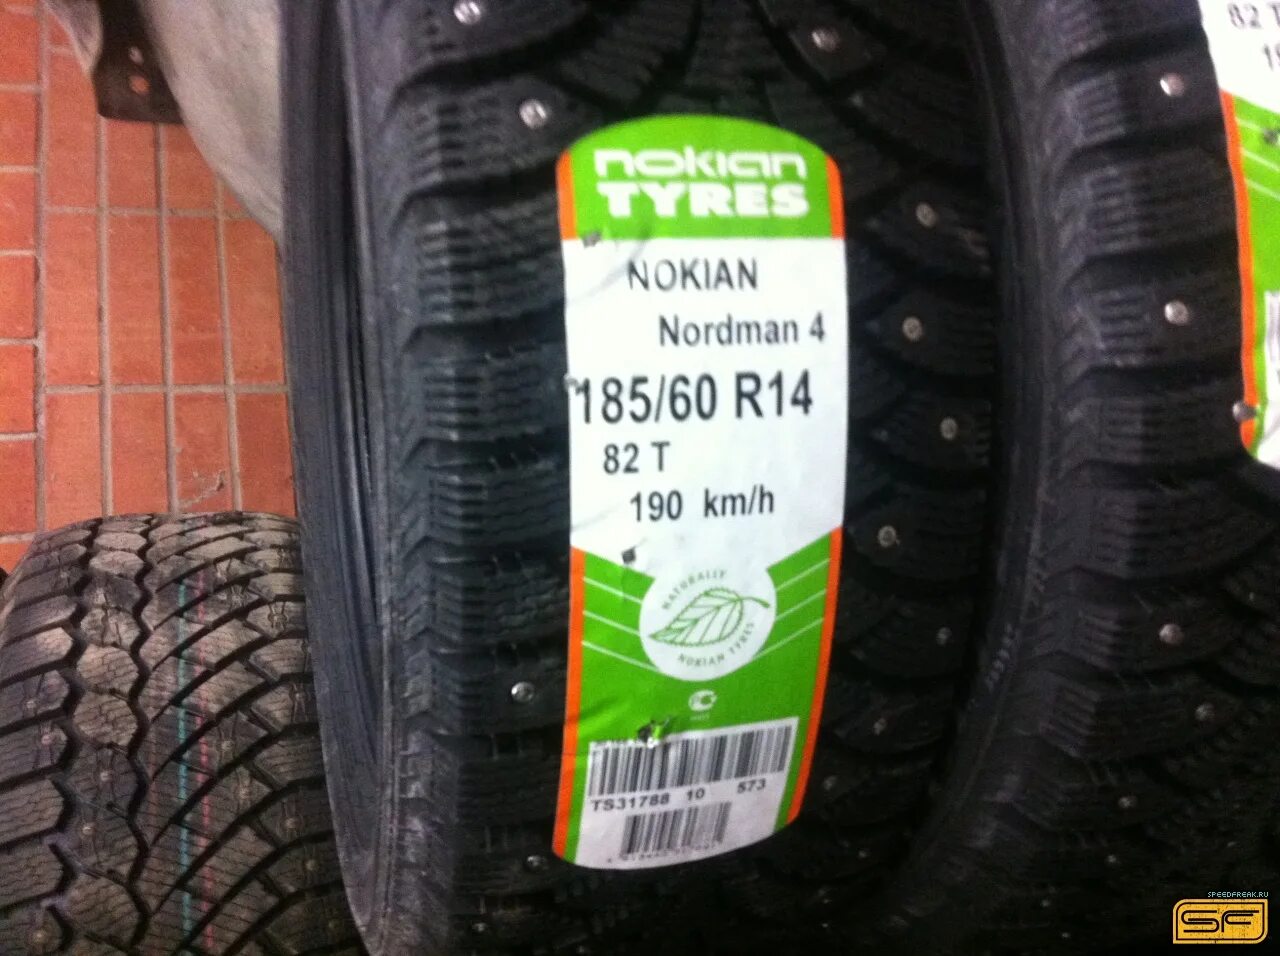 nokian
TYRES
NOKIAN
Nordman 4
185/60 R14
82 T
190 km/h
NATURALLY
NOKIAN TYRES
TS31788 10 573
82 T
SPEEDFREAK.RU
SF